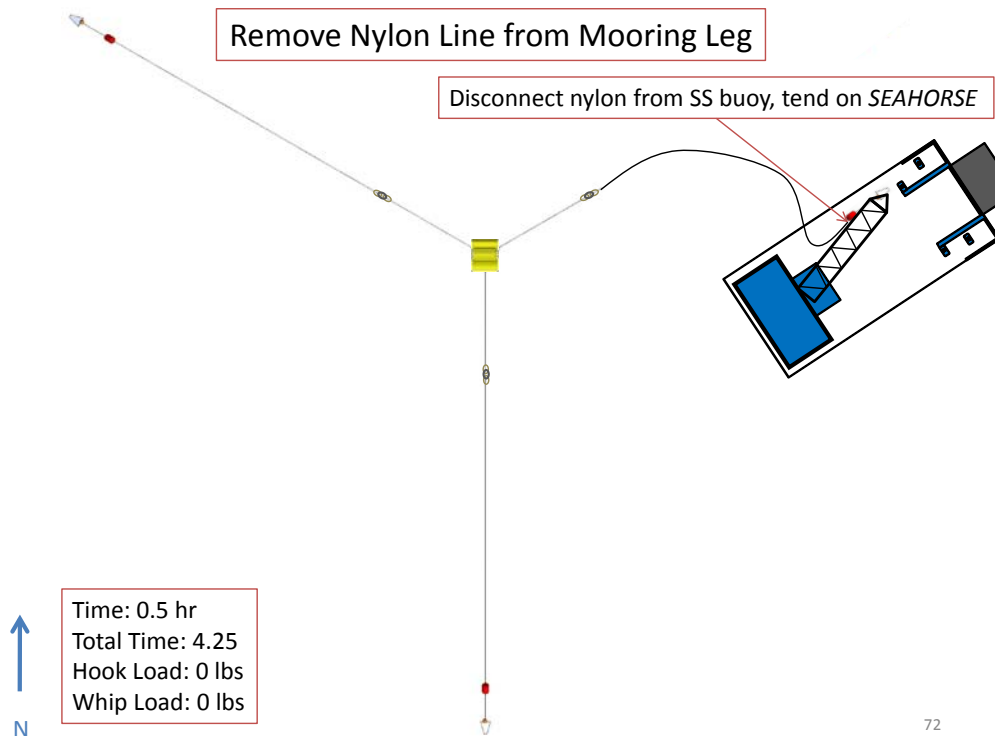 Remove Nylon Line from Mooring Leg
Disconnect nylon from SS buoy, tend on SEAHORSE
Time: 0.5 hr
Total Time: 4.25
Hook Load: 0 lbs
Whip Load: 0 lbs
N
72